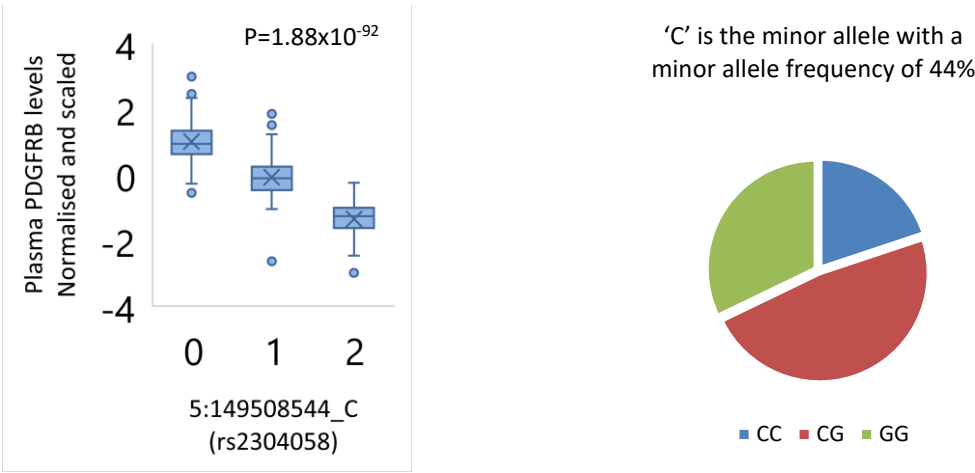 P=1.88x10-92
Plasma PDGFRB levels
Normalised and scaled
4
2
0
-2
-4
0 1 2
5:149508544_C
(rs2304058)
‘C’ is the minor allele with a
minor allele frequency of 44%
CC CG GG